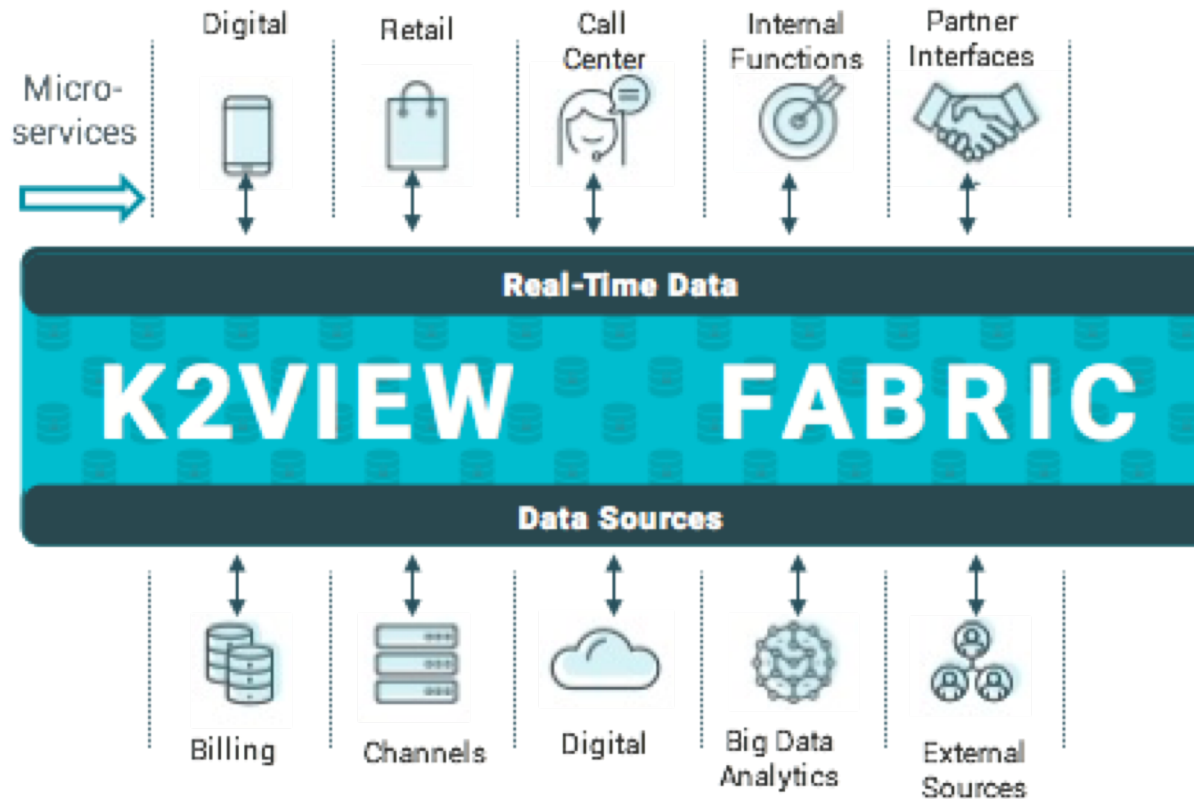 Digital
Retail
Call
Center
Internal
Functions
Partner
Interfaces
Micro-
services
Real-Time Data
K2VIEW FABRIC
Data Sources
Billing
Channels
Digital
Big Data
Analytics
External
Sources